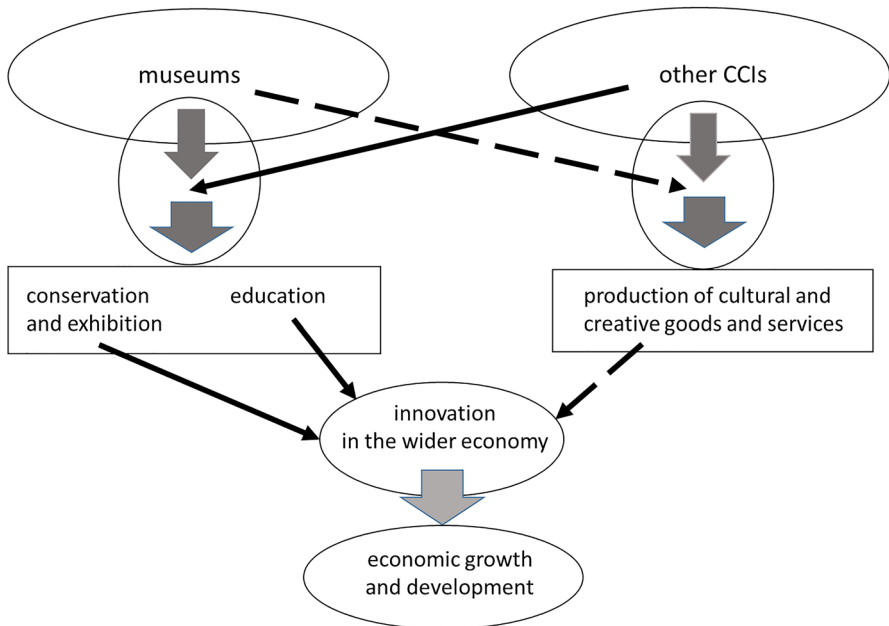 museums
other CCIs
conservation
and exhibition
education
production of cultural and
creative goods and services
innovation
in the wider economy
economic growth
and development